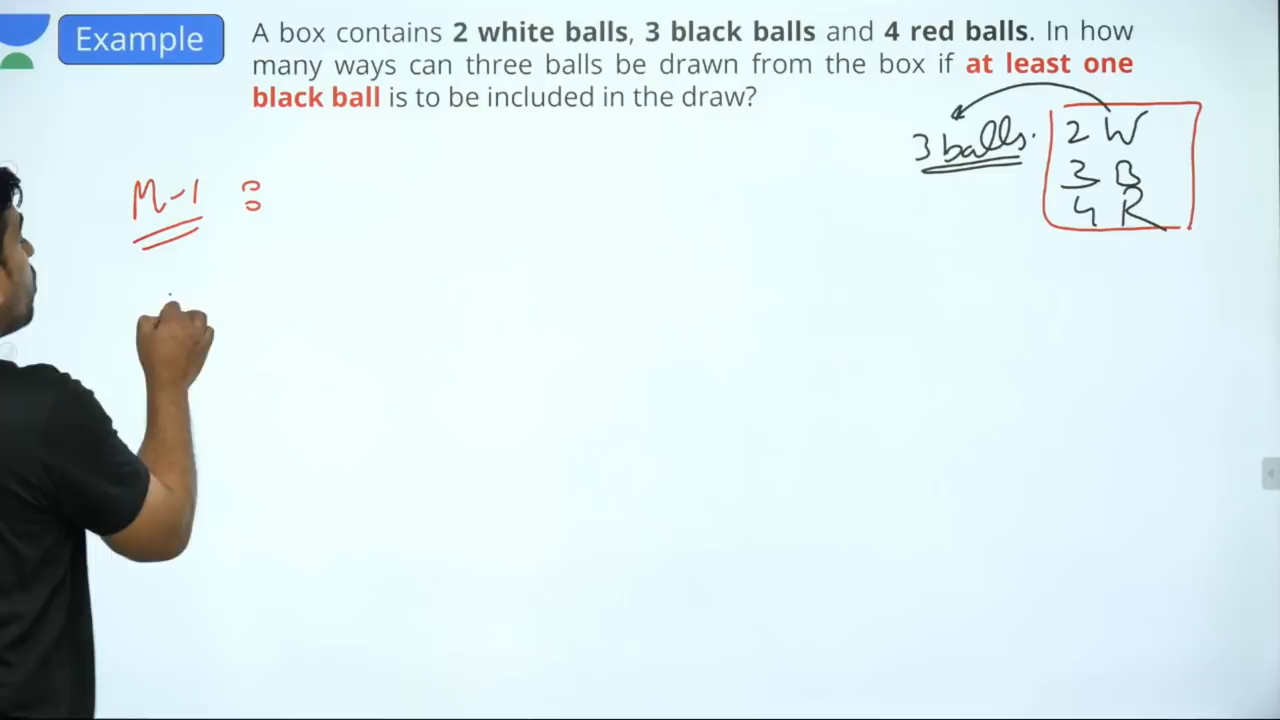 Example
A box contains 2 white balls, 3 black balls and 4 red balls. In how
many ways can three balls be drawn from the box if at least one
black ball is to be included in the draw?
3 balls.
2 W
3 B
4 R
M-1 :